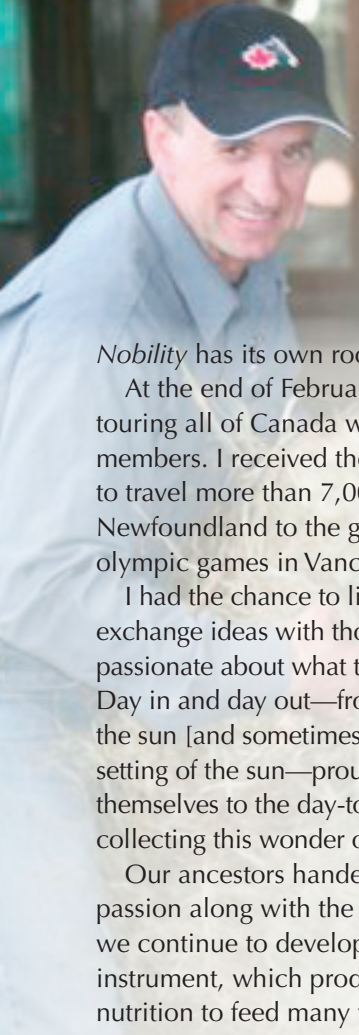 Nobility has its own roo
At the end of Februa
touring all of Canada w
members. I received the
to travel more than 7,00
Newfoundland to the g
olympic games in Vanc
I had the chance to li
exchange ideas with tho
passionate about what t
Day in and day out—fro
the sun [and sometimes
setting of the sun—prou
themselves to the day-to
collecting this wonder o
Our ancestors hande
passion along with the
we continue to develop
instrument, which prod
nutrition to feed many